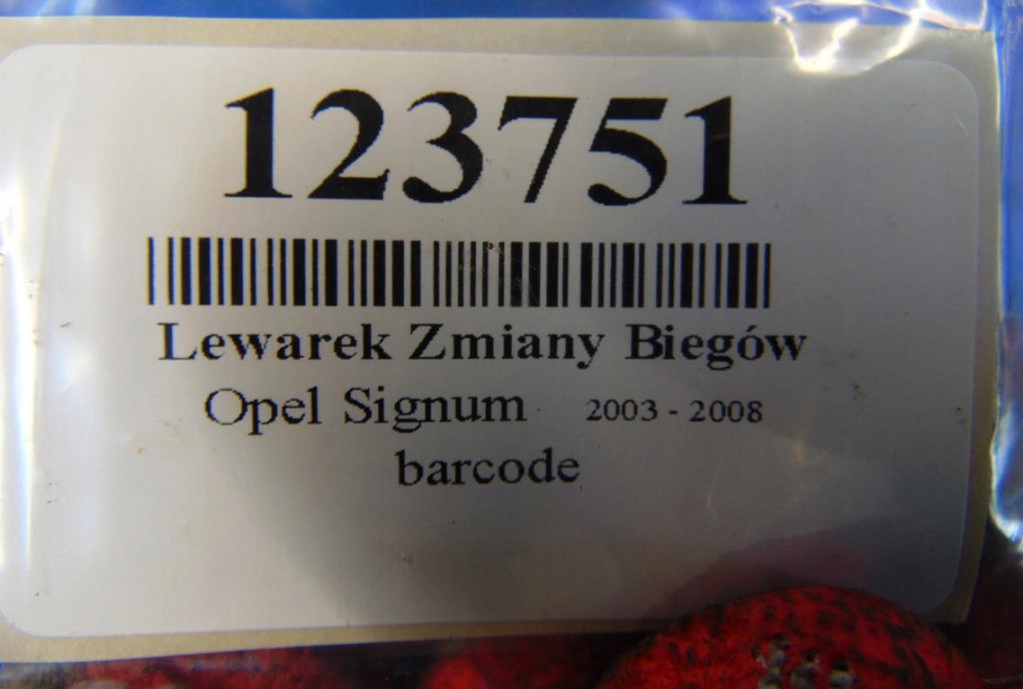 123751
Lewarek Zmiany Biegów
Opel Signum 2003 - 2008
barcode